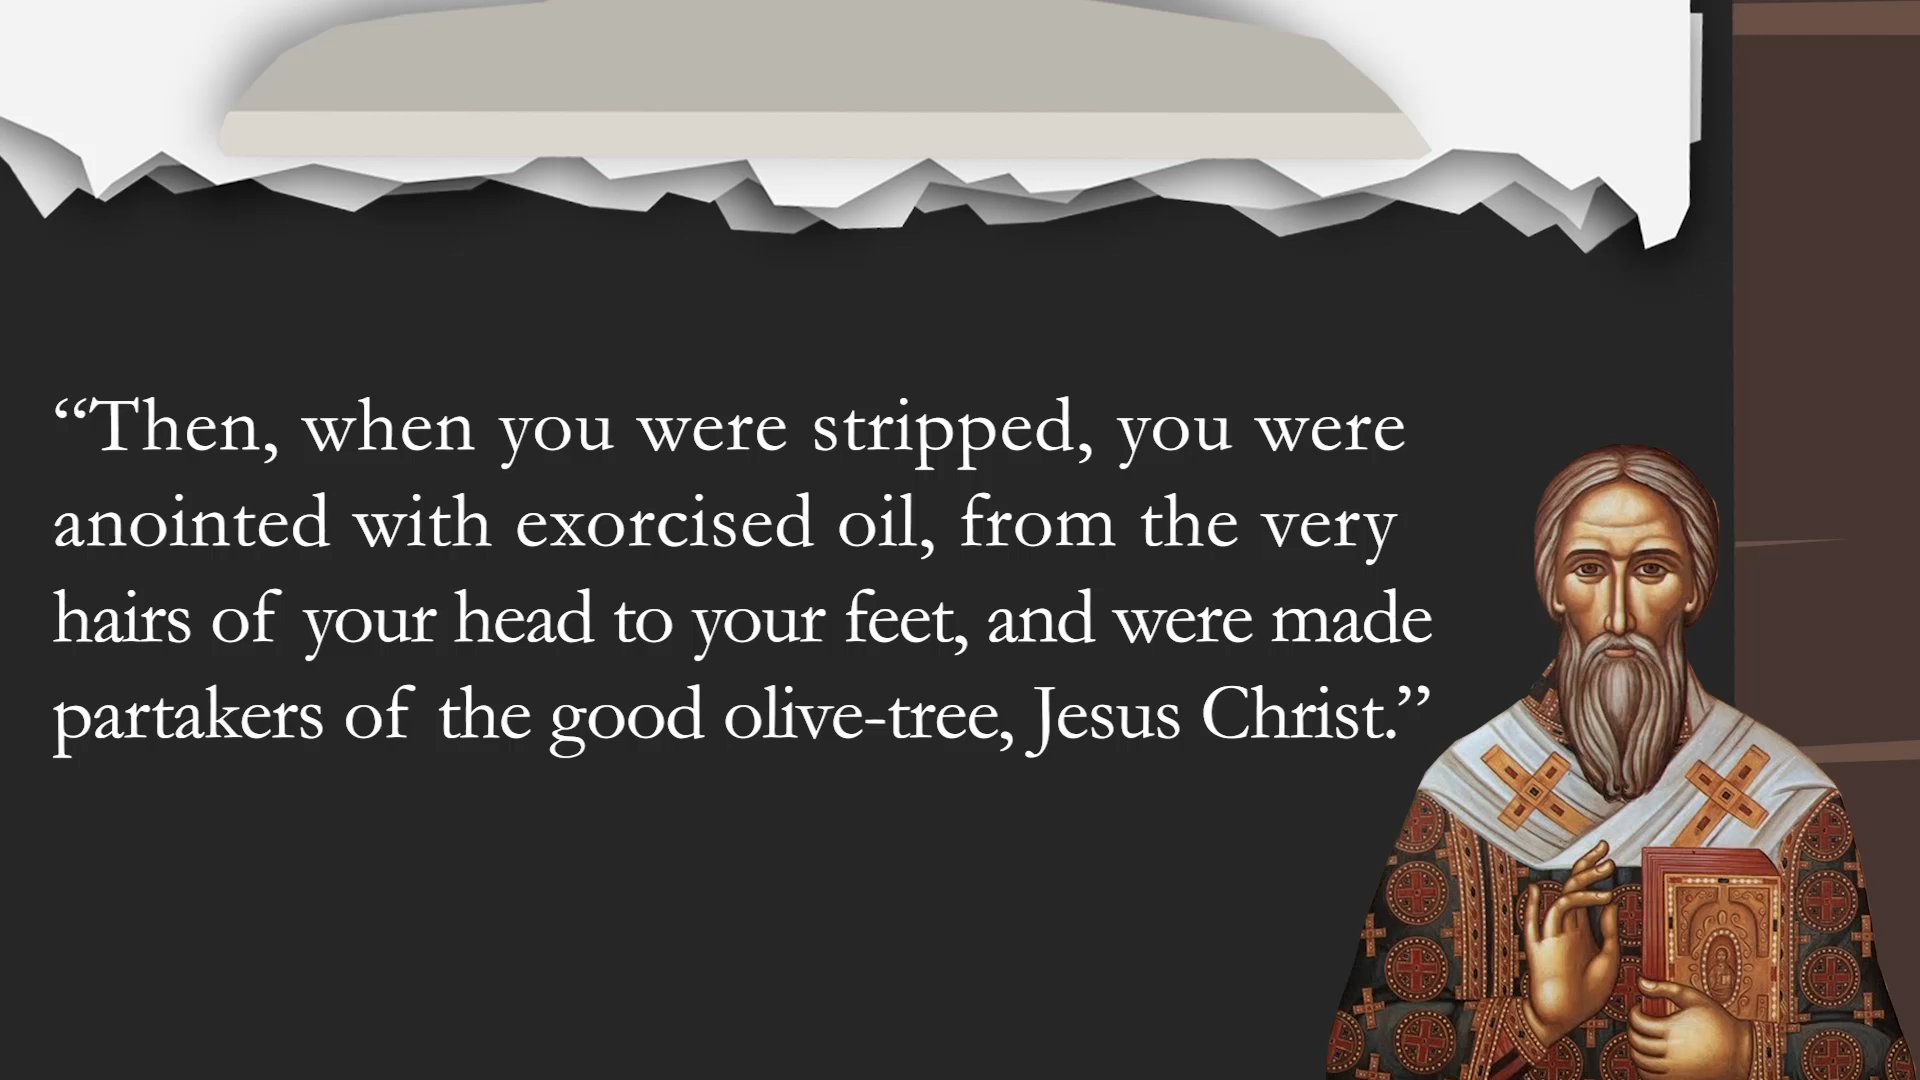 “Then, when you were stripped, you were
anointed with exorcised oil, from the very
hairs of your head to your feet, and were made
partakers of the good olive-tree, Jesus Christ.”